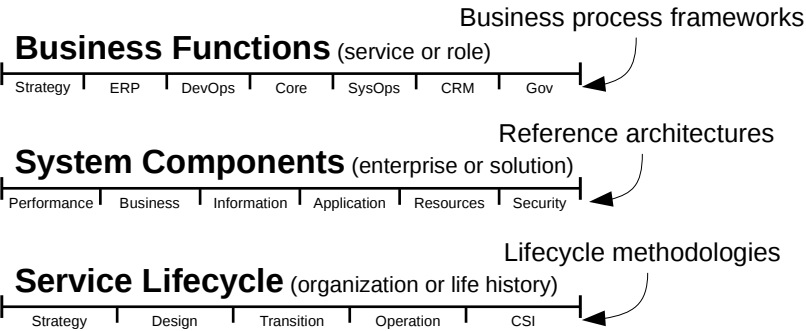 Business process frameworks
Business Functions (service or role)
Strategy ERP DevOps Core SysOps CRM Gov
Reference architectures
System Components (enterprise or solution)
Performance Business Information Application Resources Security
Lifecycle methodologies
Service Lifecycle (organization or life history)
Strategy Design Transition Operation CSI